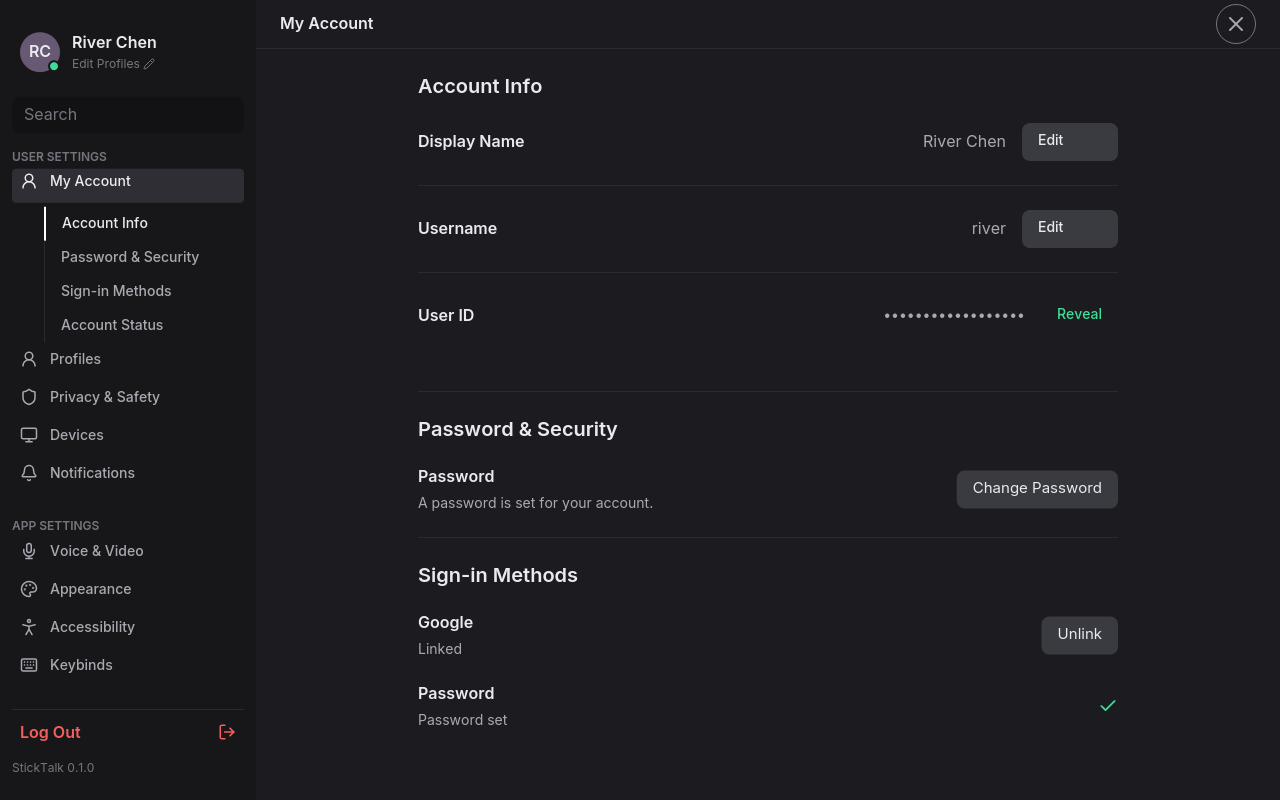 RC
River Chen
Edit Profiles
Search
USER SETTINGS
My Account
Account Info
Password & Security
Sign-in Methods
Account Status
Profiles
Privacy & Safety
Devices
Notifications
APP SETTINGS
Voice & Video
Appearance
Accessibility
Keybinds
Log Out
StickTalk 0.1.0
My Account
Account Info
Display Name River Chen Edit
Username river Edit
User ID •••••••••••••••••• Reveal
Password & Security
Password
A password is set for your account.
Change Password
Sign-in Methods
Google
Linked
Unlink
Password
Password set